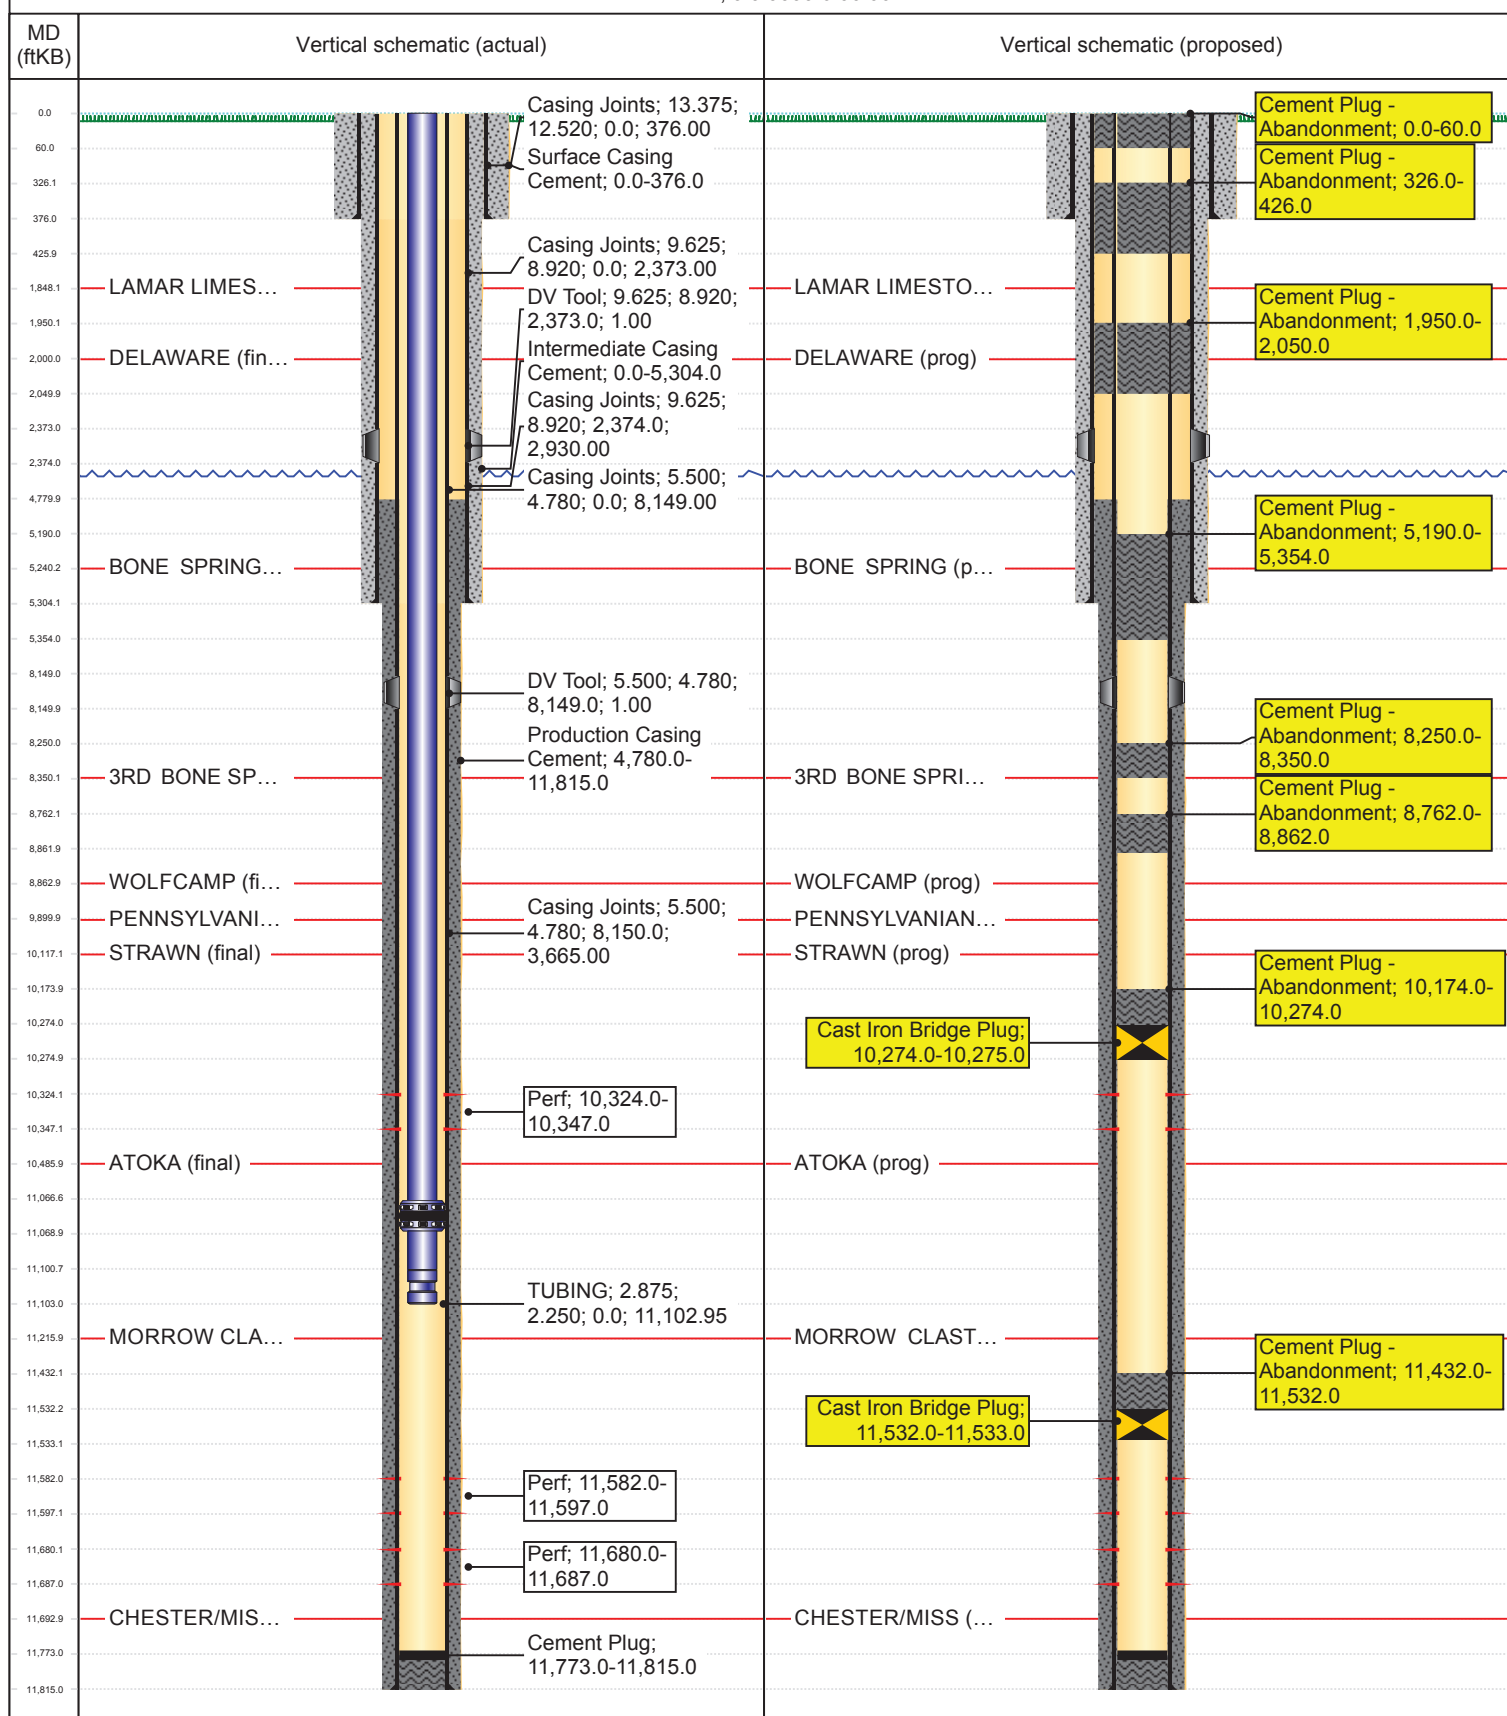 MD
(ftKB)
Vertical schematic (actual)
Vertical schematic (proposed)
0.0
60.0
326.1
376.0
425.9
1,848.1
1,950.1
2,000.0
2,049.9
2,373.0
2,374.0
4,779.9
5,190.0
5,240.2
5,304.1
5,354.0
8,149.0
8,149.9
8,250.0
8,350.1
8,762.1
8,861.9
8,862.9
9,899.9
10,117.1
10,173.9
10,274.0
10,274.9
10,324.1
10,347.1
10,485.9
11,066.6
11,068.9
11,100.7
11,103.0
11,215.9
11,432.1
11,532.2
11,533.1
11,582.0
11,597.1
11,680.1
11,687.0
11,692.9
11,773.0
11,815.0
LAMAR LIMES...
DELAWARE (fin...
BONE SPRING...
3RD BONE SP...
WOLFCAMP (fi...
PENNSYLVANI...
STRAWN (final)
ATOKA (final)
MORROW CLA...
CHESTER/MIS...
Casing Joints; 13.375;
12.520; 0.0; 376.00
Surface Casing
Cement; 0.0-376.0
Casing Joints; 9.625;
8.920; 0.0; 2,373.00
DV Tool; 9.625; 8.920;
2,373.0; 1.00
Intermediate Casing
Cement; 0.0-5,304.0
Casing Joints; 9.625;
8.920; 2,374.0;
2,930.00
Casing Joints; 5.500;
4.780; 0.0; 8,149.00
DV Tool; 5.500; 4.780;
8,149.0; 1.00
Production Casing
Cement; 4,780.0-
11,815.0
Casing Joints; 5.500;
4.780; 8,150.0;
3,665.00
Perf; 10,324.0-
10,347.0
TUBING; 2.875;
2.250; 0.0; 11,102.95
Perf; 11,582.0-
11,597.0
Perf; 11,680.0-
11,687.0
Cement Plug;
11,773.0-11,815.0
LAMAR LIMESTO...
DELAWARE (prog)
BONE SPRING (p...
3RD BONE SPRI...
WOLFCAMP (prog)
PENNSYLVANIAN...
STRAWN (prog)
ATOKA (prog)
MORROW CLAST...
CHESTER/MISS (...
Cement Plug -
Abandonment; 0.0-60.0
Cement Plug -
Abandonment; 326.0-
426.0
Cement Plug -
Abandonment; 1,950.0-
2,050.0
Cement Plug -
Abandonment; 5,190.0-
5,354.0
Cement Plug -
Abandonment; 8,250.0-
8,350.0
Cement Plug -
Abandonment; 8,762.0-
8,862.0
Cement Plug -
Abandonment; 10,174.0-
10,274.0
Cast Iron Bridge Plug;
10,274.0-10,275.0
Cement Plug -
Abandonment; 11,432.0-
11,532.0
Cast Iron Bridge Plug;
11,532.0-11,533.0